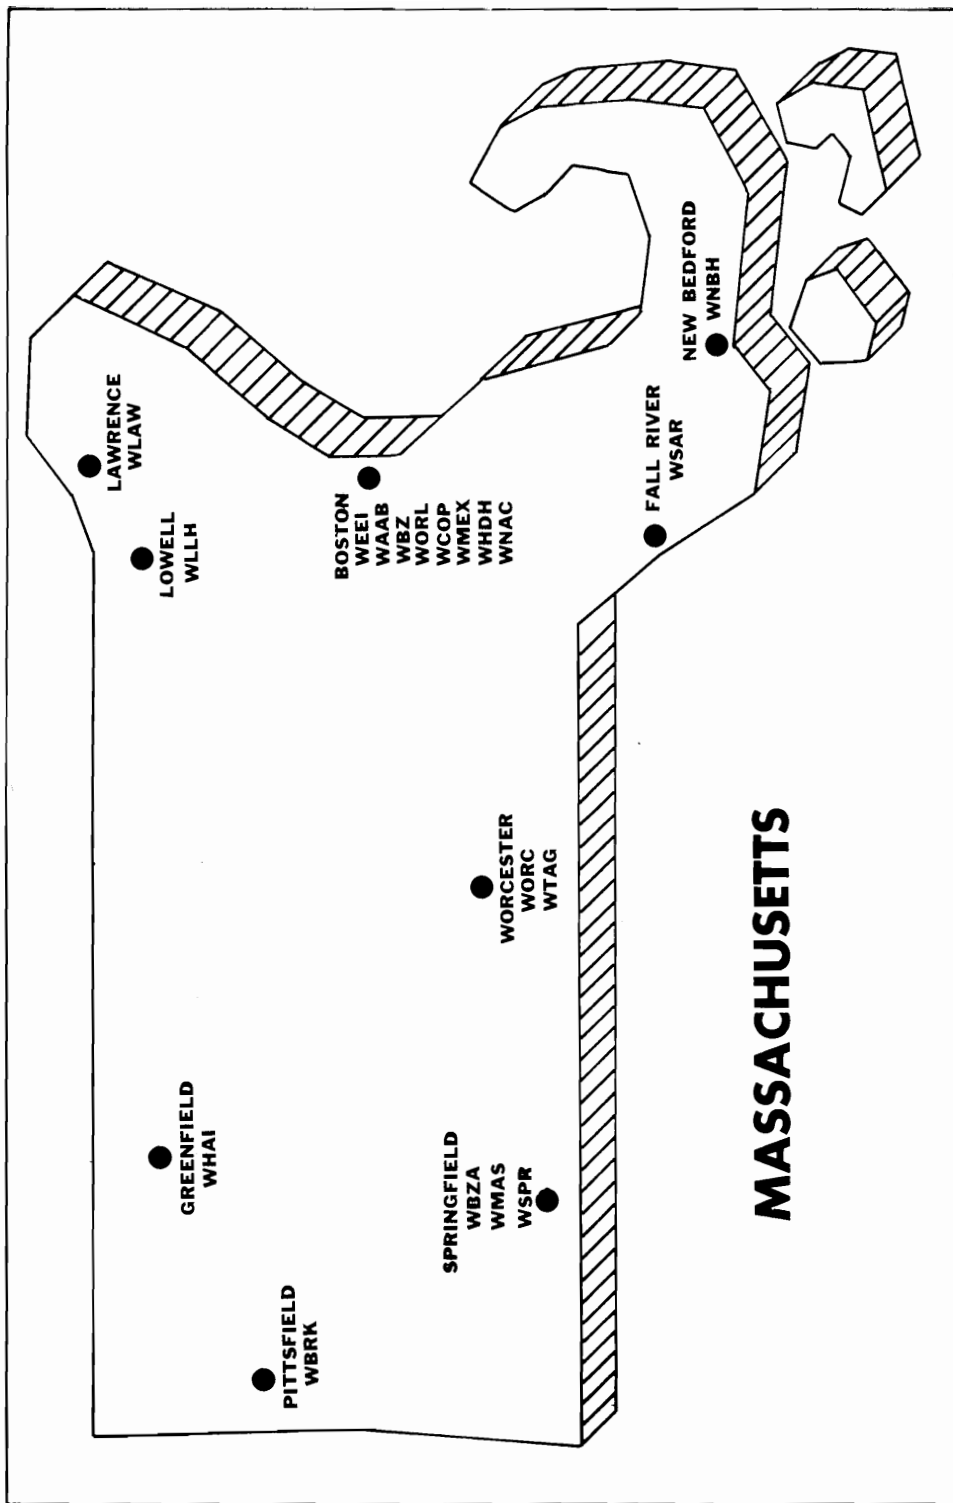 LAWRENCE
WLAW
LOWELL
WLLH
GREENFIELD
WHAI
PITTSFIELD
WBRK
BOSTON
WEEI
WAAB
WBZ
WORL
WCOP
WMEX
WHDH
WNAC
SPRINGFIELD
WBZA
WMAS
WSPR
WORCESTER
WORC
WTAG
FALL RIVER
WSAR
NEW BEDFORD
WNBH
MASSACHUSETTS